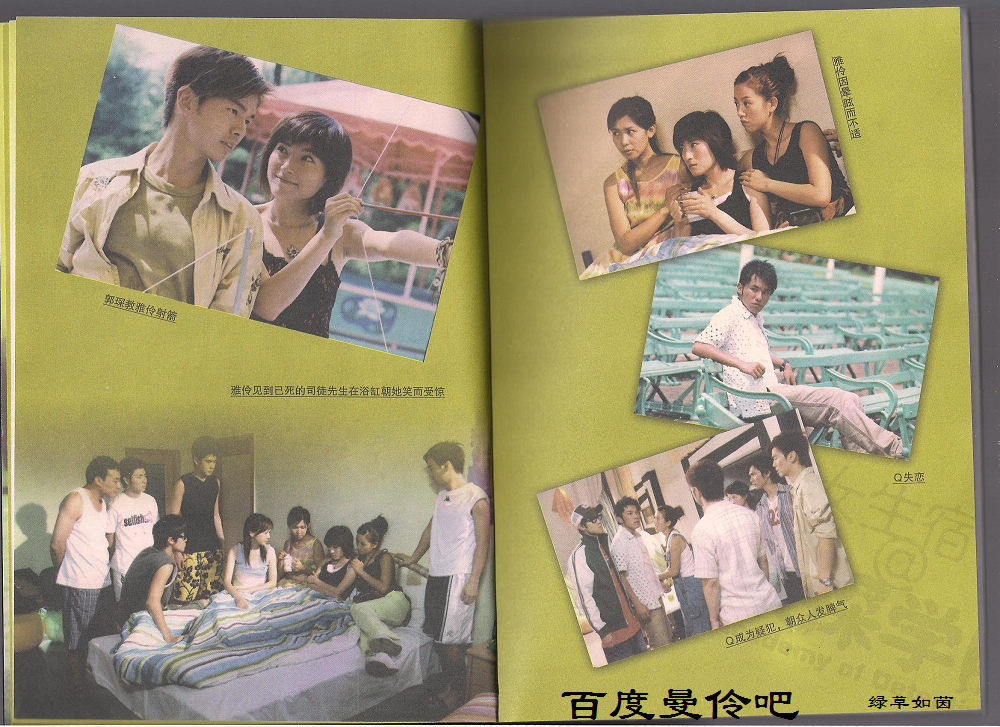 郭琛教雅伶射箭
雅伶见到已死的司徒先生在浴缸朝她笑而受惊
selfish
雅伶因晕眩而不适
Q失恋
Q成为疑犯，朝众人发脾气
百度曼伶吧
绿草如茵